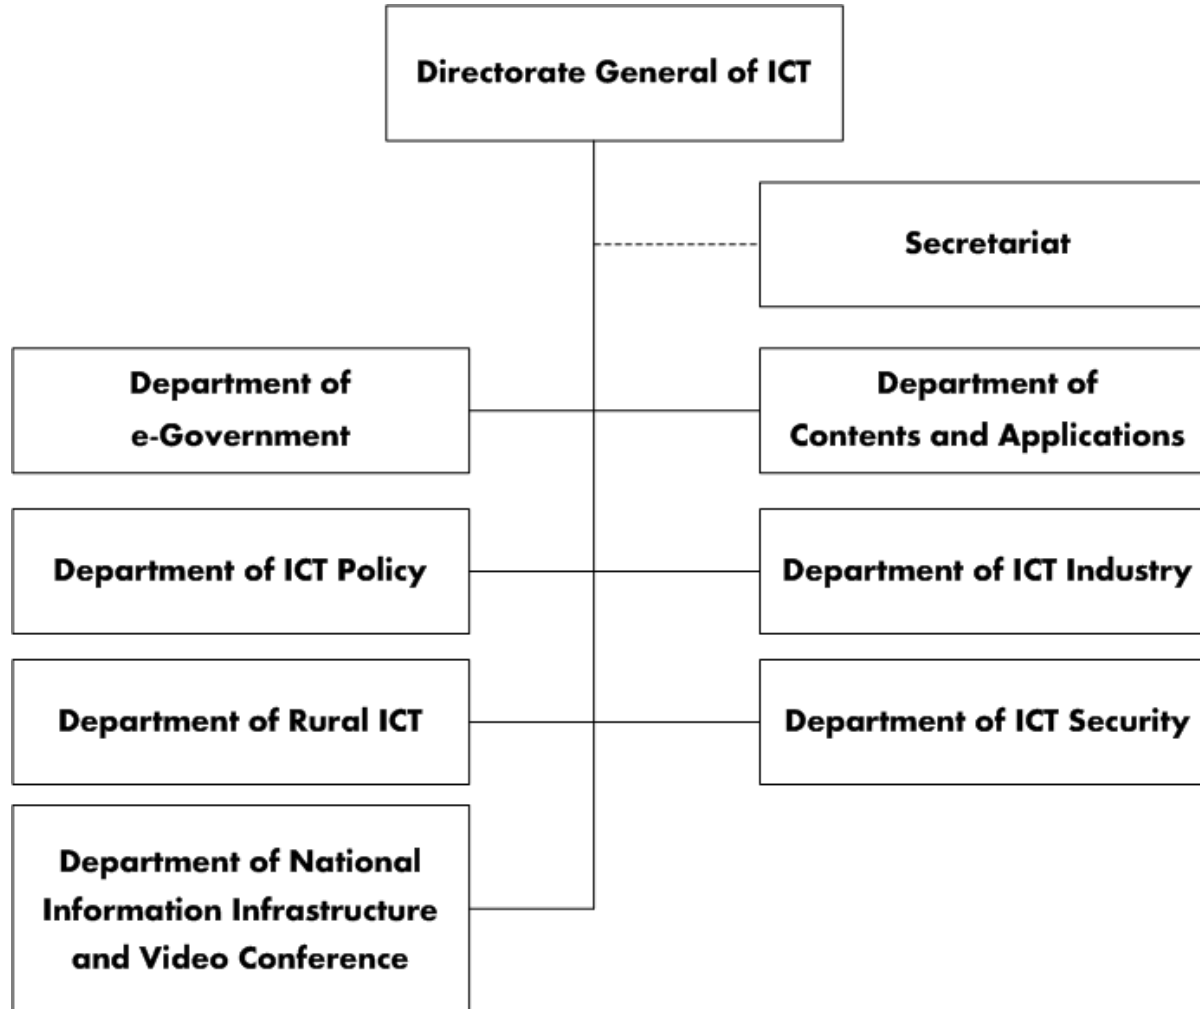 Directorate General of ICT
Secretariat
Department of
e-Government
Department of
Contents and Applications
Department of ICT Policy
Department of ICT Industry
Department of Rural ICT
Department of ICT Security
Department of National
Information Infrastructure
and Video Conference